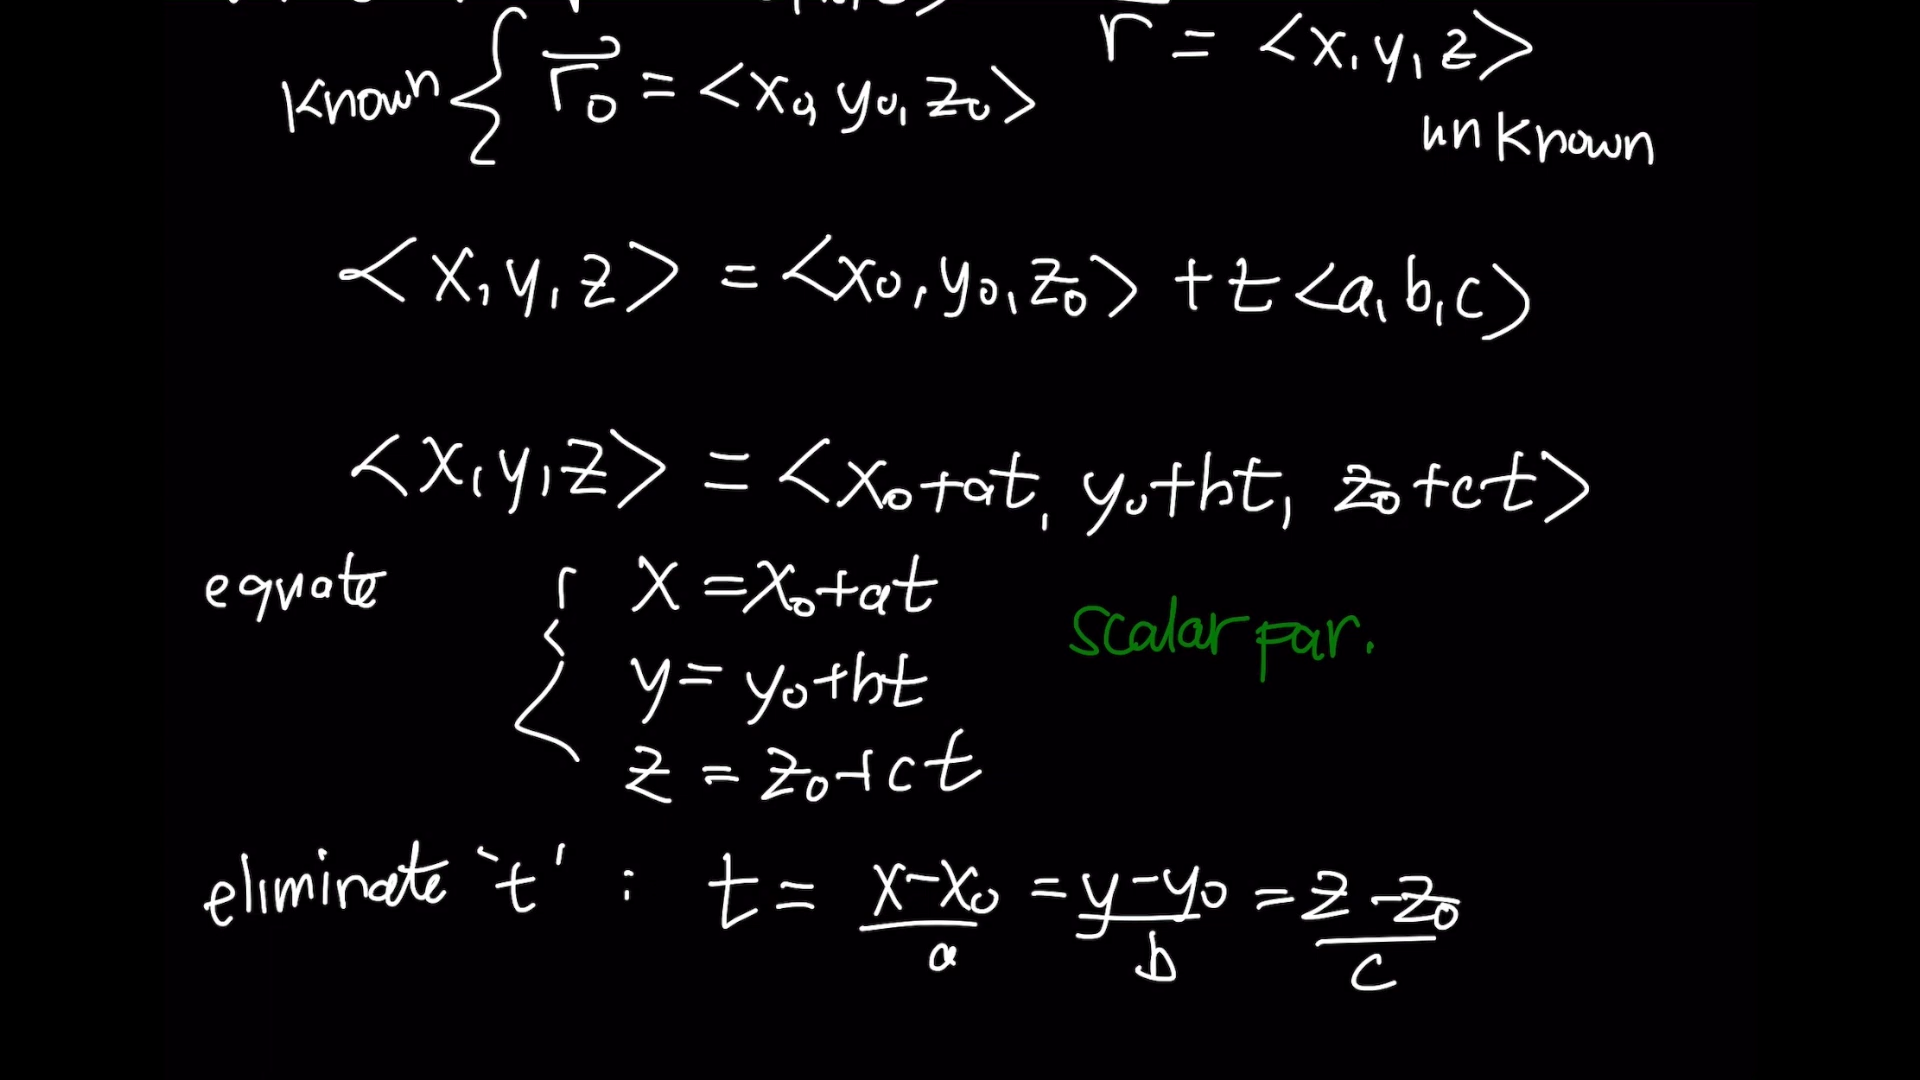 r = <x, y, z>
Known { r₀ = <x₀, y₀, z₀>
unknown
<x, y, z> = <x₀, y₀, z₀> + t <a, b, c>
<x, y, z> = <x₀+at, y₀+bt, z₀+ct>
equate { x = x₀+at
scalar par.
y = y₀+bt
z = z₀+ct
eliminate 't' : t = (x-x₀)/a = (y-y₀)/b = (z-z₀)/c